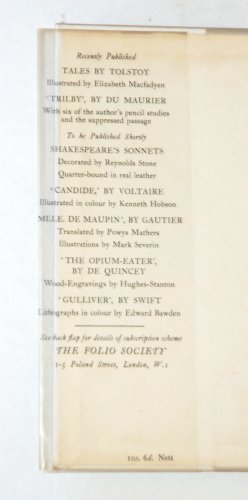 Recently Published
TALES BY TOLSTOY
Illustrated by Elizabeth Macfadyen
'TRILBY', BY DU MAURIER
With six of the author's pencil studies
and the suppressed passage
To be Published Shortly
SHAKESPEARE'S SONNETS
Decorated by Reynolds Stone
Quarter-bound in real leather
'CANDIDE,' BY VOLTAIRE
Illustrated in colour by Kenneth Hobson
'MLLE. DE MAUPIN', BY GAUTIER
Translated by Powys Mathers
Illustrations by Mark Severin
'THE OPIUM-EATER',
BY DE QUINCEY
Wood-Engravings by Hughes-Stanton
'GULLIVER', BY SWIFT
Lithographs in colour by Edward Bawden
See back flap for details of subscription scheme
THE FOLIO SOCIETY
1-5 Poland Street, London, W.1
10s. 6d. Nett